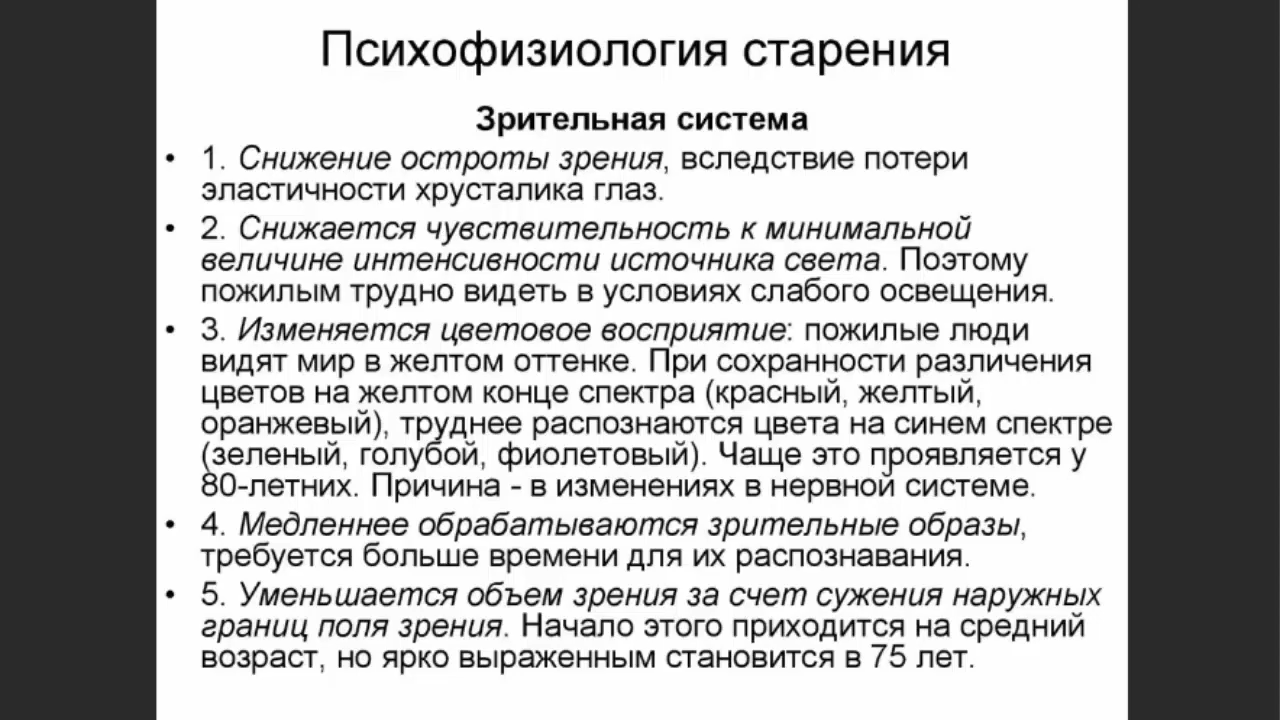 Психофизиология старения
Зрительная система
• 1. Снижение остроты зрения, вследствие потери
эластичности хрусталика глаз.
• 2. Снижается чувствительность к минимальной
величине интенсивности источника света. Поэтому
пожилым трудно видеть в условиях слабого освещения.
• 3. Изменяется цветовое восприятие: пожилые люди
видят мир в желтом оттенке. При сохранности различения
цветов на желтом конце спектра (красный, желтый,
оранжевый), труднее распознаются цвета на синем спектре
(зеленый, голубой, фиолетовый). Чаще это проявляется у
80-летних. Причина - в изменениях в нервной системе.
• 4. Медленнее обрабатываются зрительные образы,
требуется больше времени для их распознавания.
• 5. Уменьшается объем зрения за счет сужения наружных
границ поля зрения. Начало этого приходится на средний
возраст, но ярко выраженным становится в 75 лет.